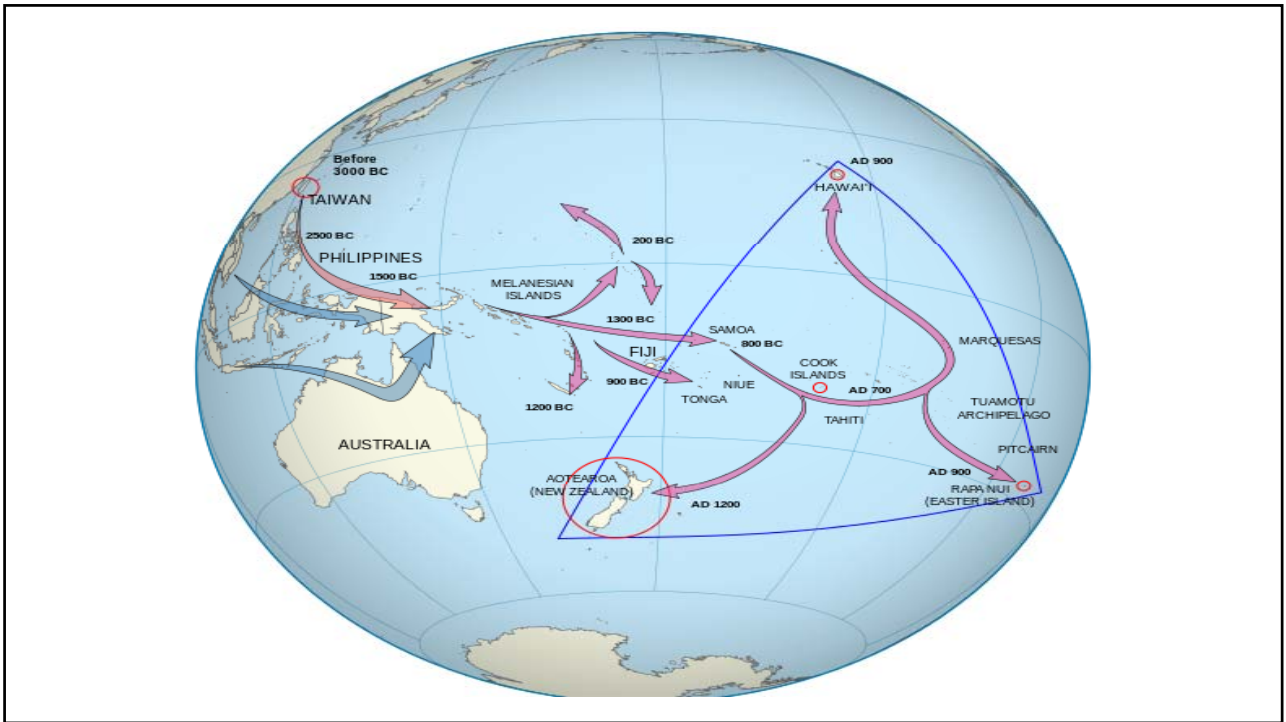 Before
3000 BC
TAIWAN
2500 BC
PHILIPPINES
1500 BC
MELANESIAN
ISLANDS
200 BC
1300 BC
FIJI
900 BC
1200 BC
TONGA
NIUE
SAMOA
800 BC
COOK
ISLANDS
AD 700
TAHITI
AD 900
HAWAI'I
MARQUESAS
TUAMOTU
ARCHIPELAGO
PITCAIRN
AD 900
RAPA NUI
(EASTER ISLAND)
AUSTRALIA
AOTEAROA
(NEW ZEALAND)
AD 1200